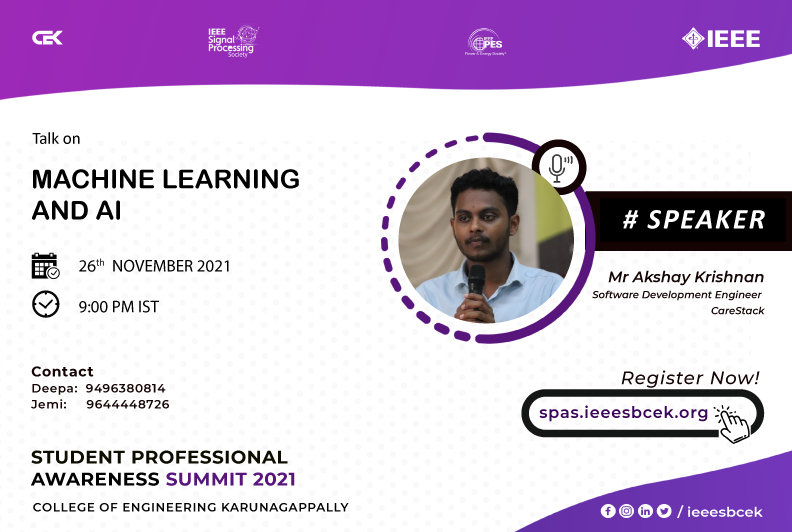 CEK
IEEE
Signal
Processing
Society
IEEE
PES
Power & Energy Society®
IEEE
Talk on
MACHINE LEARNING
AND AI
26th NOVEMBER 2021
9:00 PM IST
# SPEAKER
Mr Akshay Krishnan
Software Development Engineer
CareStack
Contact
Deepa: 9496380814
Jemi: 9644448726
Register Now!
spas.ieeesbcek.org
STUDENT PROFESSIONAL
AWARENESS SUMMIT 2021
COLLEGE OF ENGINEERING KARUNAGAPPALLY
/ ieeesbcek